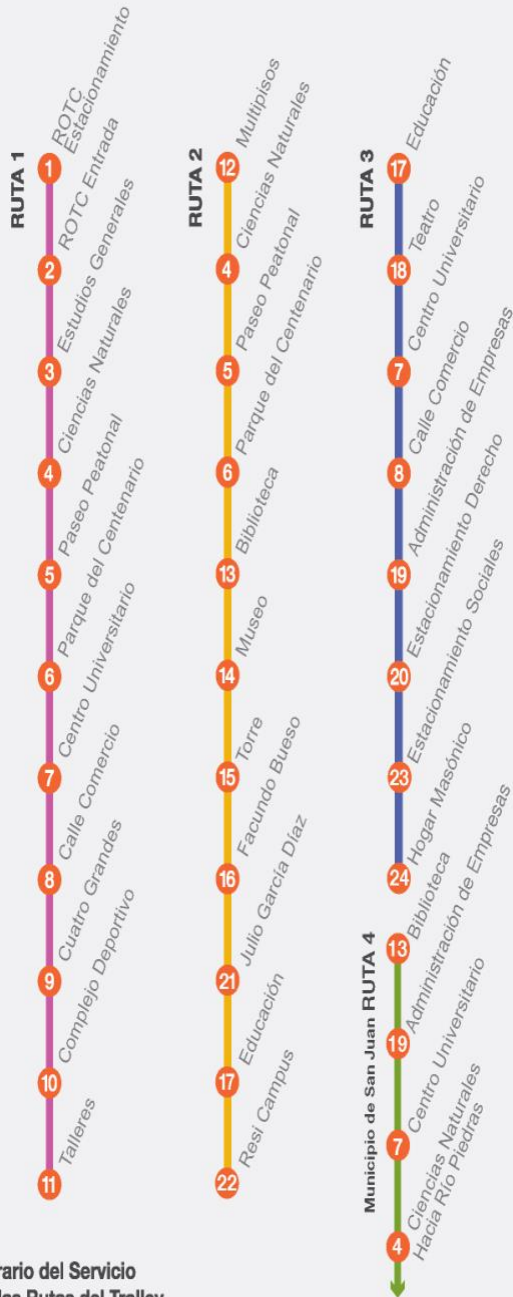 RUTA 1
1 ROTC
Estacionamiento
2 ROTC Entrada
3 Estudios Generales
4 Ciencias Naturales
5 Paseo Peatonal
6 Parque del Centenario
7 Centro Universitario
8 Calle Comercio
9 Cuatro Grandes
10 Complejo Deportivo
11 Talleres
RUTA 2
12 Multipisos
4 Ciencias Naturales
5 Paseo Peatonal
6 Parque del Centenario
13 Biblioteca
14 Museo
15 Torre
16 Facundo Bueso
21 Julio García Díaz
17 Educación
22 Resi Campus
RUTA 3
17 Educación
18 Teatro
7 Centro Universitario
8 Calle Comercio
19 Administración de Empresas
20 Estacionamiento Derecho
23 Estacionamiento Sociales
24 Hogar Masónico
Municipio de San Juan RUTA 4
13 Biblioteca
19 Administración de Empresas
7 Centro Universitario
4 Ciencias Naturales
Hacia Río Piedras
rario del Servicio
las Rutas del Trolley